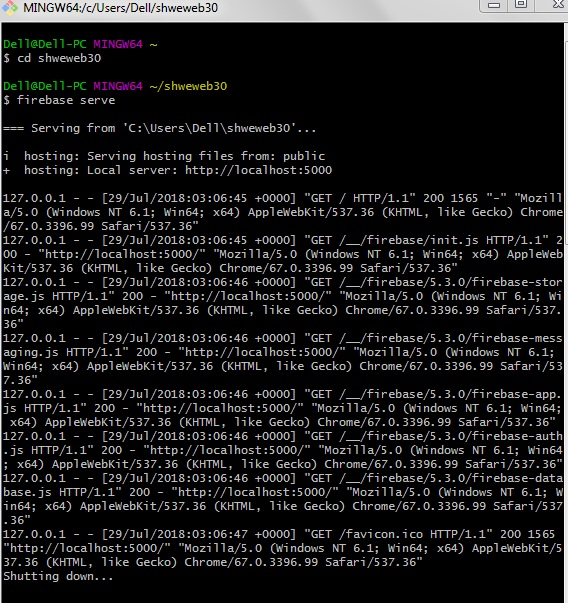 MINGW64:/c/Users/Dell/shweweb30
Dell@Dell-PC MINGW64 ~
$ cd shweweb30
Dell@Dell-PC MINGW64 ~/shweweb30
$ firebase serve
=== Serving from 'C:\Users\Dell\shweweb30'...
i  hosting: Serving hosting files from: public
+  hosting: Local server: http://localhost:5000
127.0.0.1 - - [29/Jul/2018:03:06:45 +0000] "GET / HTTP/1.1" 200 1565 "-" "Mozill
a/5.0 (Windows NT 6.1; Win64; x64) AppleWebKit/537.36 (KHTML, like Gecko) Chrome
/67.0.3396.99 Safari/537.36"
127.0.0.1 - - [29/Jul/2018:03:06:45 +0000] "GET /__/firebase/init.js HTTP/1.1" 2
00 - "http://localhost:5000/" "Mozilla/5.0 (Windows NT 6.1; Win64; x64) AppleWeb
Kit/537.36 (KHTML, like Gecko) Chrome/67.0.3396.99 Safari/537.36"
127.0.0.1 - - [29/Jul/2018:03:06:46 +0000] "GET /__/firebase/5.3.0/firebase-stor
age.js HTTP/1.1" 200 - "http://localhost:5000/" "Mozilla/5.0 (Windows NT 6.1; Wi
n64; x64) AppleWebKit/537.36 (KHTML, like Gecko) Chrome/67.0.3396.99 Safari/537.
36"
127.0.0.1 - - [29/Jul/2018:03:06:46 +0000] "GET /__/firebase/5.3.0/firebase-mess
aging.js HTTP/1.1" 200 - "http://localhost:5000/" "Mozilla/5.0 (Windows NT 6.1;
Win64; x64) AppleWebKit/537.36 (KHTML, like Gecko) Chrome/67.0.3396.99 Safari/53
7.36"
127.0.0.1 - - [29/Jul/2018:03:06:46 +0000] "GET /__/firebase/5.3.0/firebase-app.
js HTTP/1.1" 200 - "http://localhost:5000/" "Mozilla/5.0 (Windows NT 6.1; Win64;
 x64) AppleWebKit/537.36 (KHTML, like Gecko) Chrome/67.0.3396.99 Safari/537.36"
127.0.0.1 - - [29/Jul/2018:03:06:46 +0000] "GET /__/firebase/5.3.0/firebase-auth
.js HTTP/1.1" 200 - "http://localhost:5000/" "Mozilla/5.0 (Windows NT 6.1; Win64
; x64) AppleWebKit/537.36 (KHTML, like Gecko) Chrome/67.0.3396.99 Safari/537.36"
127.0.0.1 - - [29/Jul/2018:03:06:46 +0000] "GET /__/firebase/5.3.0/firebase-data
base.js HTTP/1.1" 200 - "http://localhost:5000/" "Mozilla/5.0 (Windows NT 6.1; W
in64; x64) AppleWebKit/537.36 (KHTML, like Gecko) Chrome/67.0.3396.99 Safari/537
.36"
127.0.0.1 - - [29/Jul/2018:03:06:47 +0000] "GET /favicon.ico HTTP/1.1" 200 1565
"http://localhost:5000/" "Mozilla/5.0 (Windows NT 6.1; Win64; x64) AppleWebKit/5
37.36 (KHTML, like Gecko) Chrome/67.0.3396.99 Safari/537.36"
Shutting down...